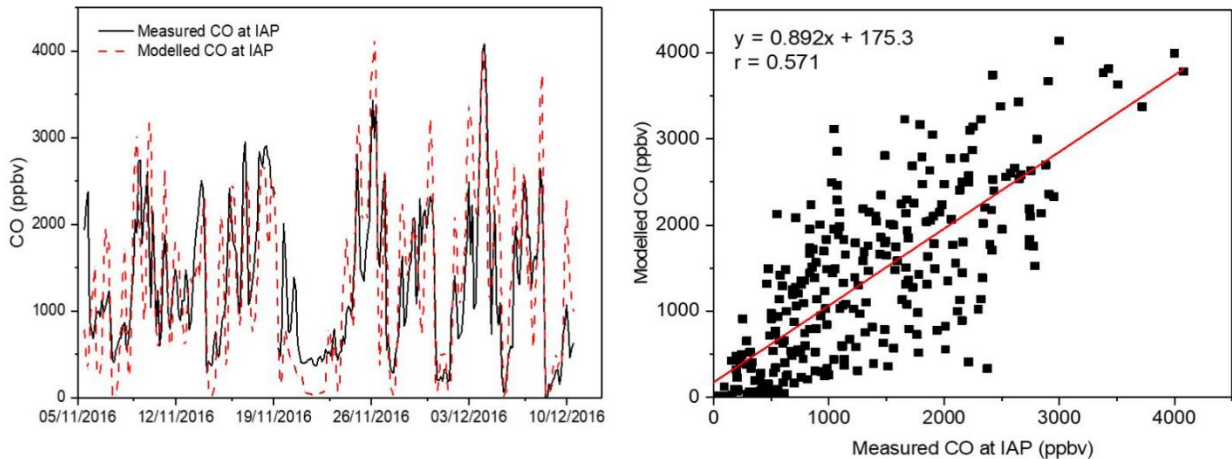 Measured CO at IAP
Modelled CO at IAP
4000
3000
2000
1000
0
CO (ppbv)
05/11/2016 12/11/2016 19/11/2016 26/11/2016 03/12/2016 10/12/2016
y = 0.892x + 175.3
r = 0.571
4000
3000
2000
1000
0
Modelled CO (ppbv)
0 1000 2000 3000 4000
Measured CO at IAP (ppbv)